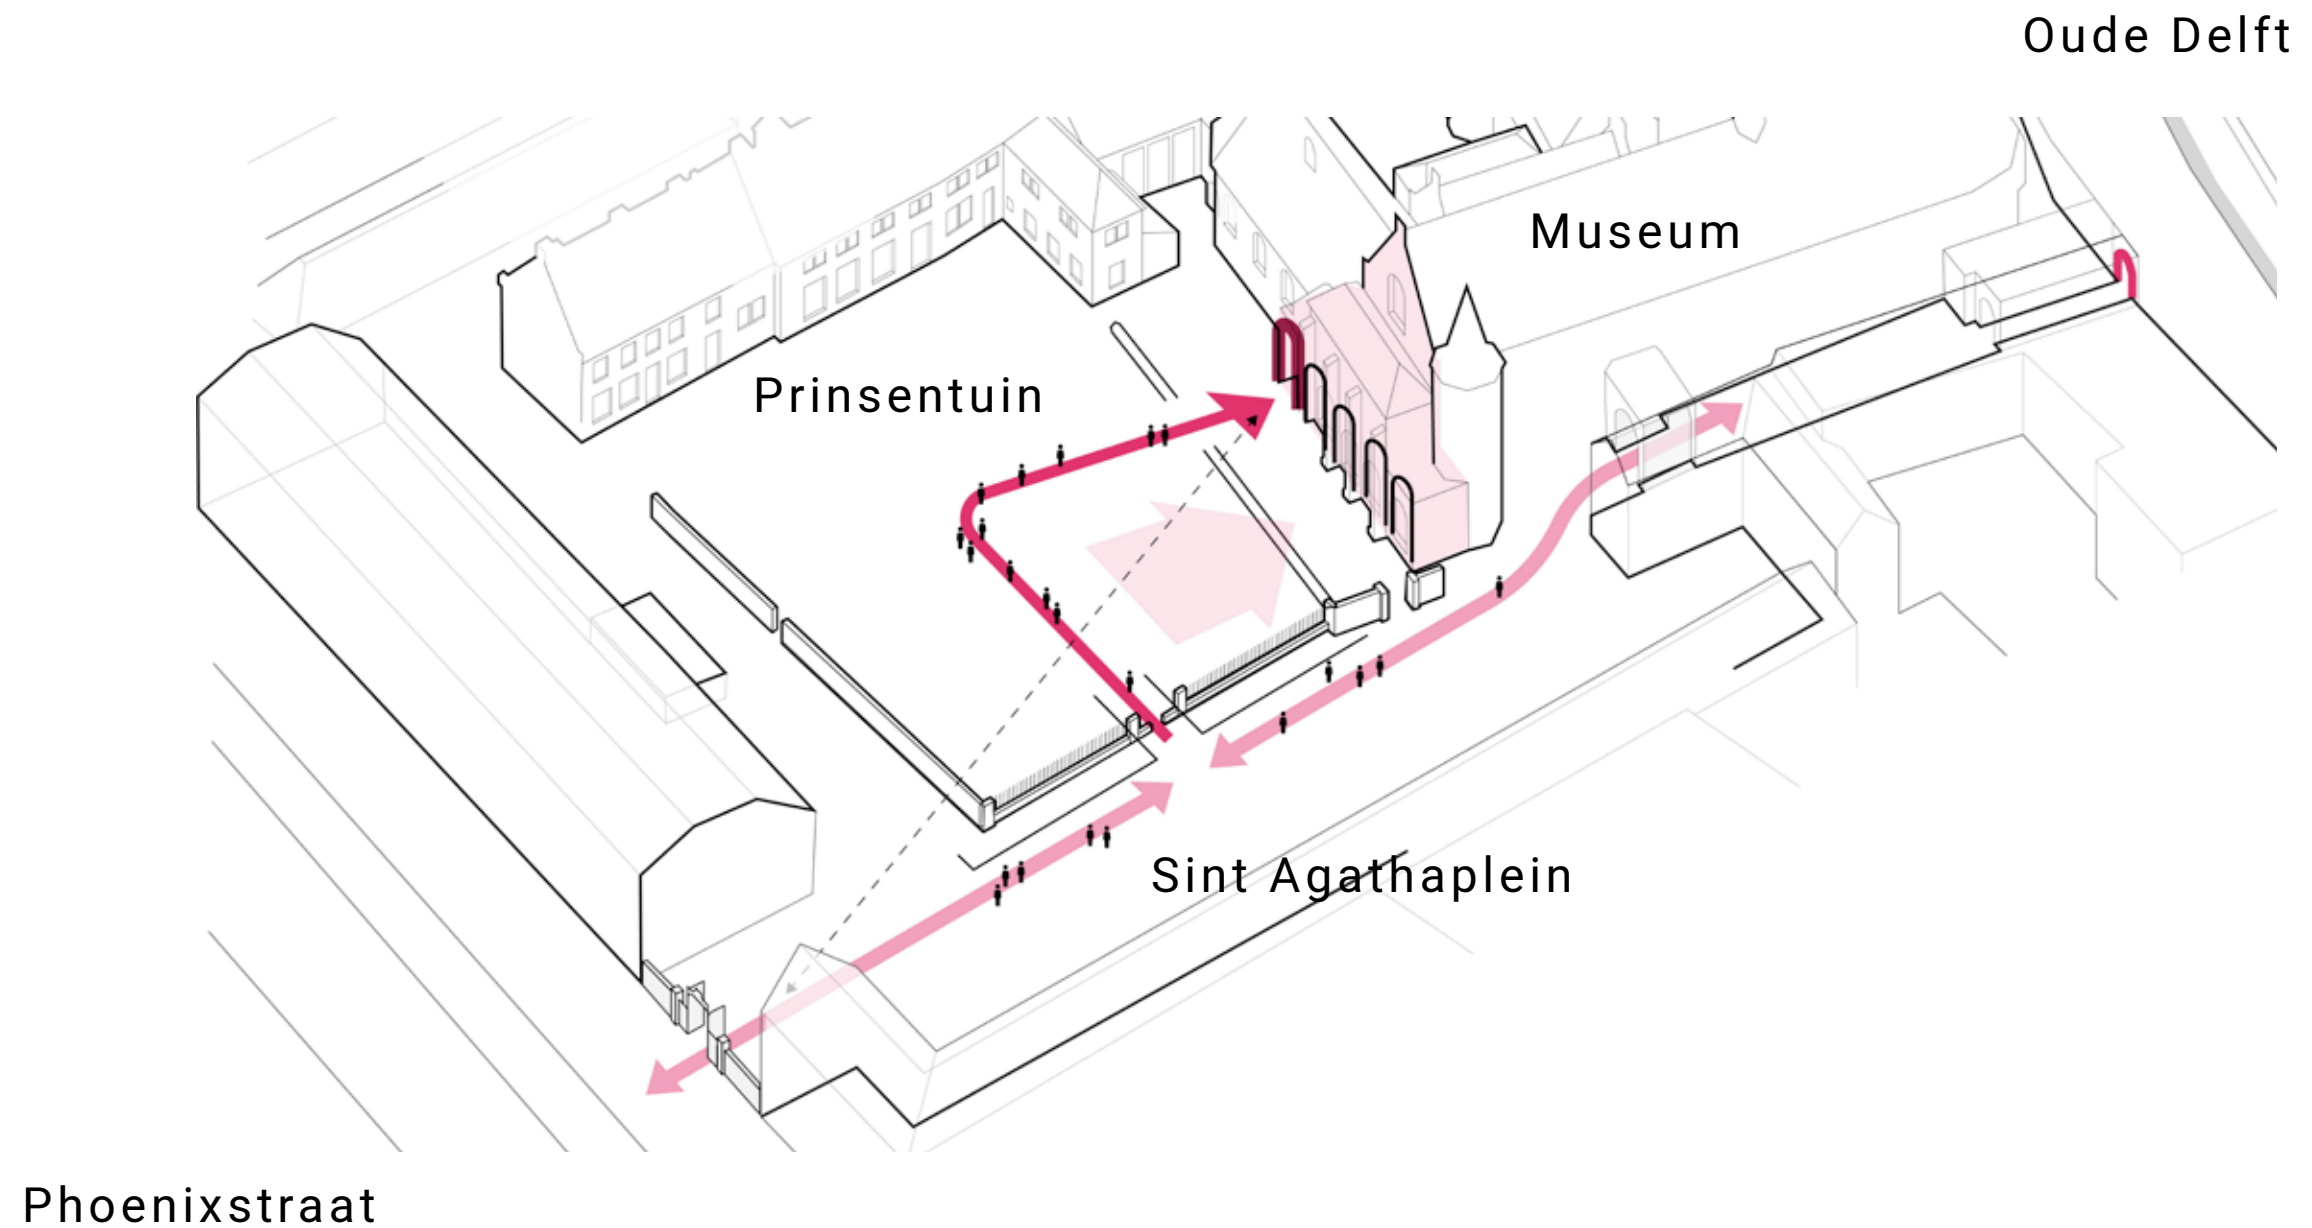 Oude Delft
Museum
Prinsentuin
Sint Agathaplein
Phoenixstraat